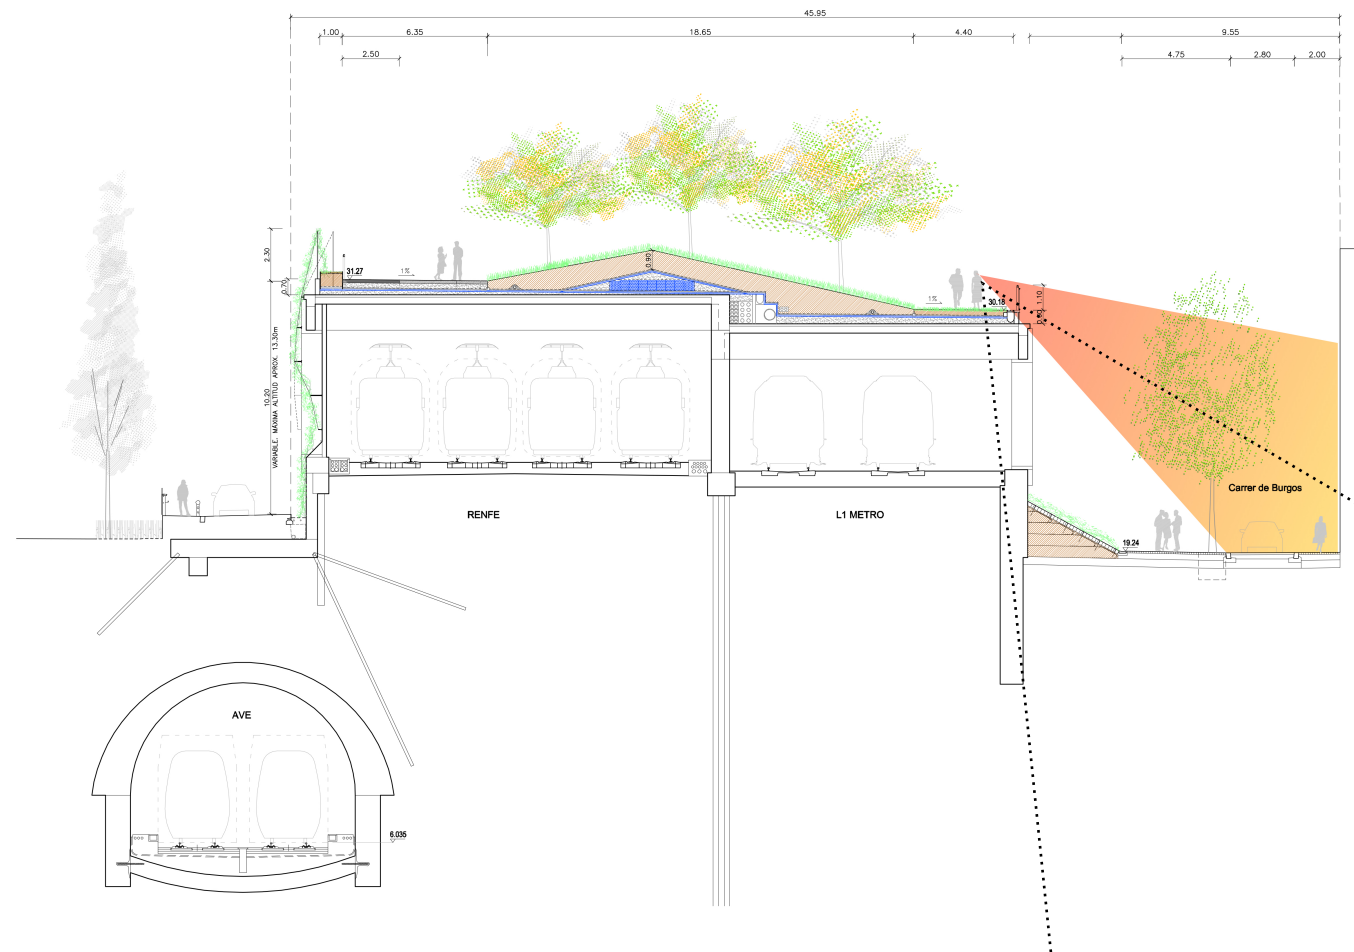 45.95
1.00 6.35 18.65 4.40 9.55
2.50 4.75 2.80 2.00
2.30
0.70
VARIABLE. MÀXIMA ALTITUD APROX. 13.30m
10.20
31.27
1%
0.90
1%
30.18
1.10
RENFE
L1 METRO
Carrer de Burgos
19.24
AVE
6.035